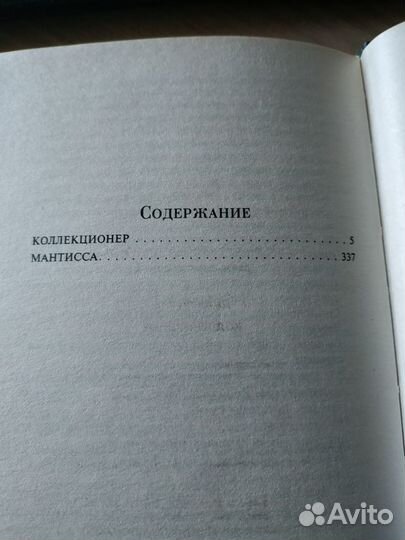 Содержание
КОЛЛЕКЦИОНЕР . . . . . . . . . . . . . . . . . . . . . . . . . . . 5
МАНТИССА. . . . . . . . . . . . . . . . . . . . . . . . . . . . . . 337
Avito